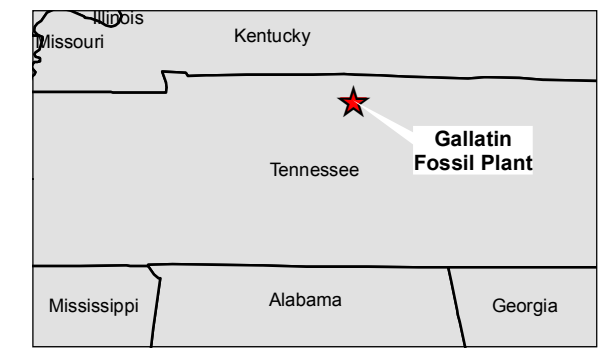 Illinois
Missouri
Kentucky
Gallatin
Fossil Plant
Tennessee
Mississippi
Alabama
Georgia